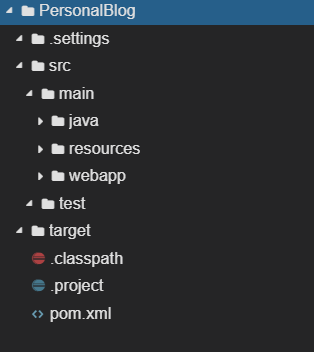 PersonalBlog
.settings
src
main
java
resources
webapp
test
target
.classpath
.project
pom.xml